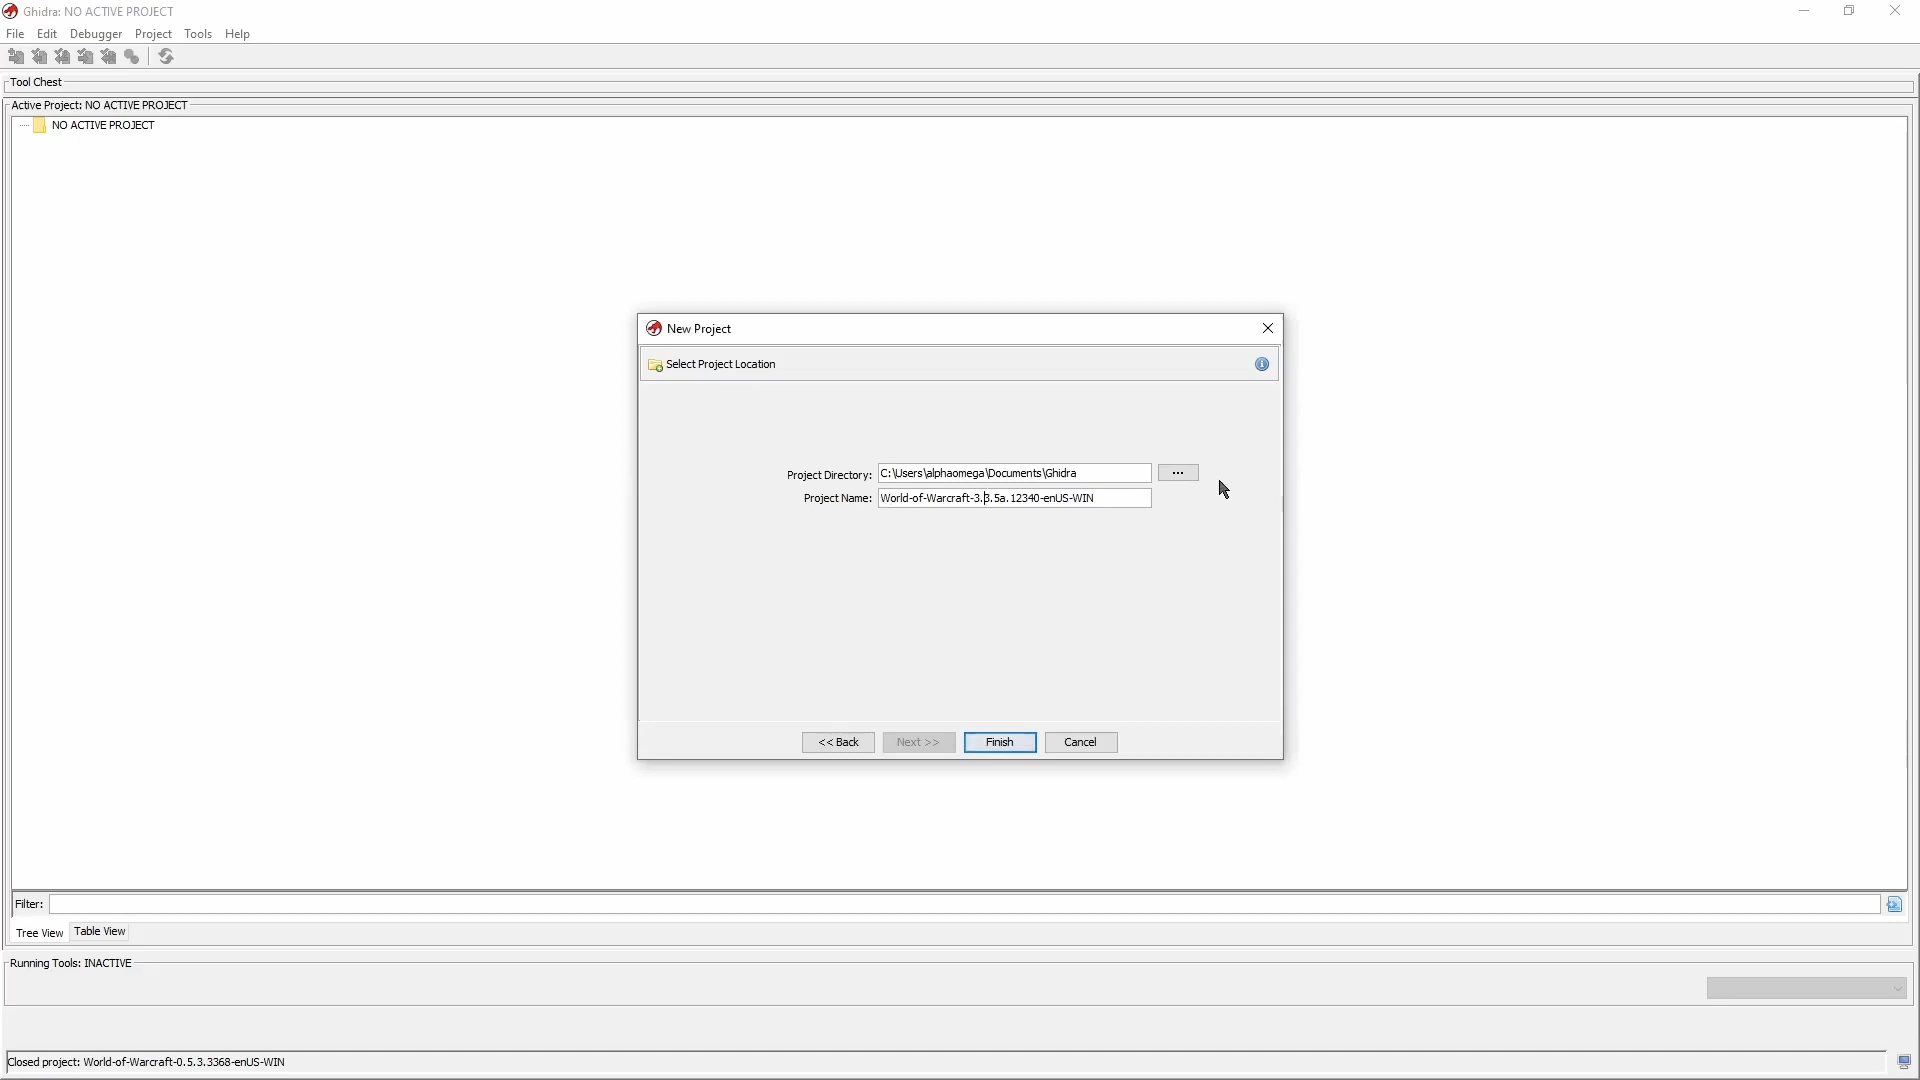 Ghidra: NO ACTIVE PROJECT
File Edit Debugger Project Tools Help
Tool Chest
Active Project: NO ACTIVE PROJECT
NO ACTIVE PROJECT
New Project
Select Project Location
Project Directory: C:\Users\alphaomega\Documents\Ghidra ...
Project Name: World-of-Warcraft-3.3.5a.12340-enUS-WIN
<< Back Next >> Finish Cancel
Filter:
Tree View Table View
Running Tools: INACTIVE
Closed project: World-of-Warcraft-0.5.3.3368-enUS-WIN